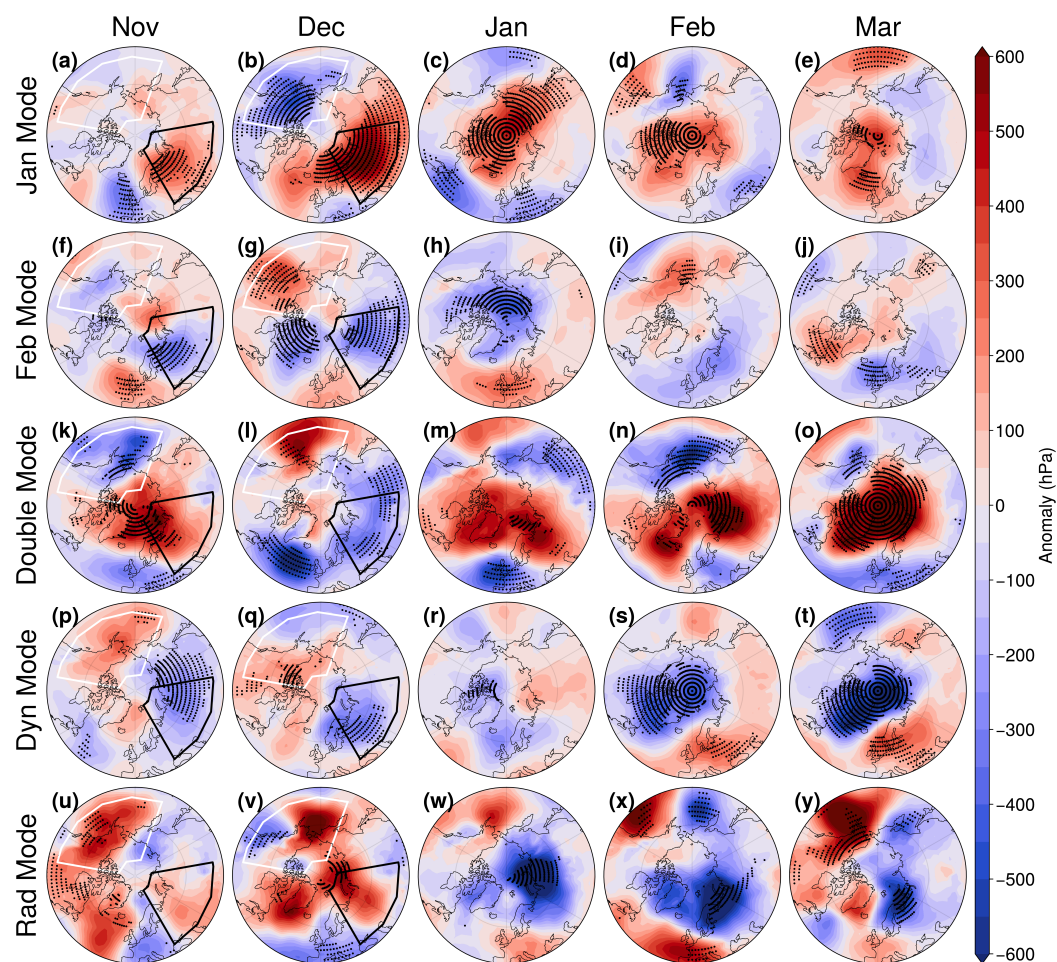 Nov Dec Jan Feb Mar
Jan Mode (a) (b) (c) (d) (e)
Feb Mode (f) (g) (h) (i) (j)
Double Mode (k) (l) (m) (n) (o)
Dyn Mode (p) (q) (r) (s) (t)
Rad Mode (u) (v) (w) (x) (y)
600
500
400
300
200
100
0
−100
−200
−300
−400
−500
−600
Anomaly (hPa)